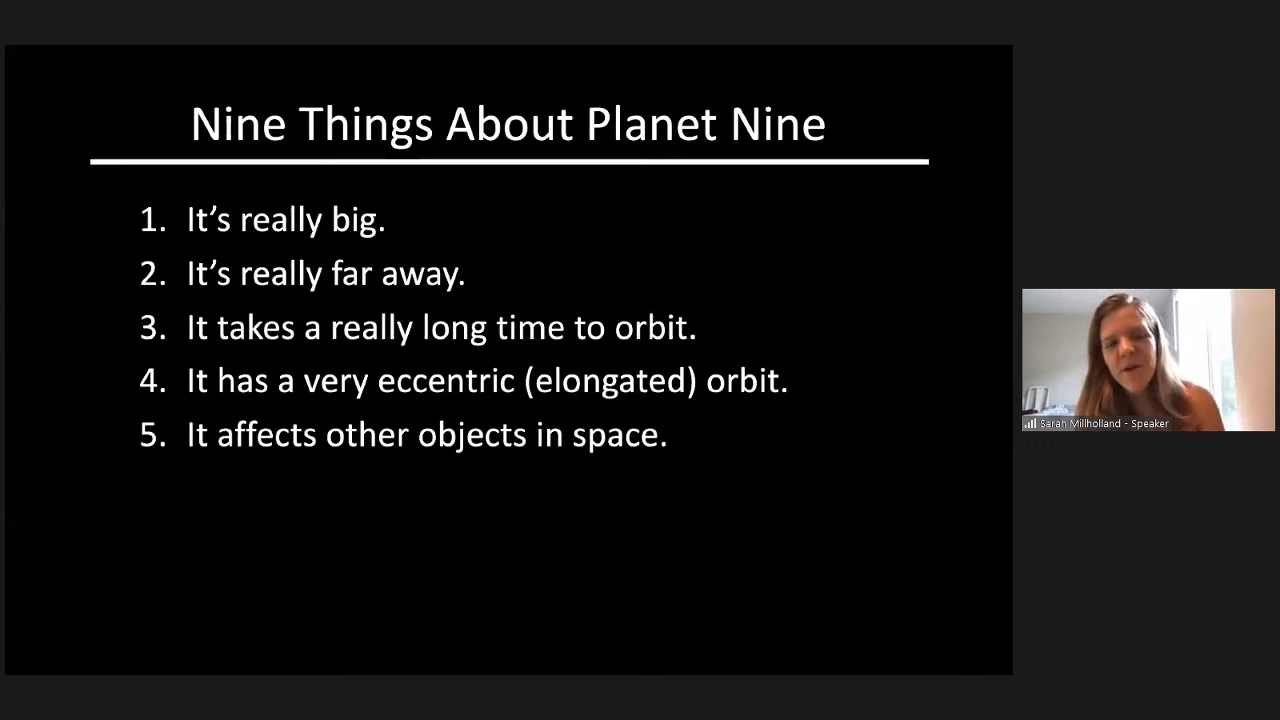 Nine Things About Planet Nine
1. It’s really big.
2. It’s really far away.
3. It takes a really long time to orbit.
4. It has a very eccentric (elongated) orbit.
5. It affects other objects in space.
Sarah Millholland - Speaker